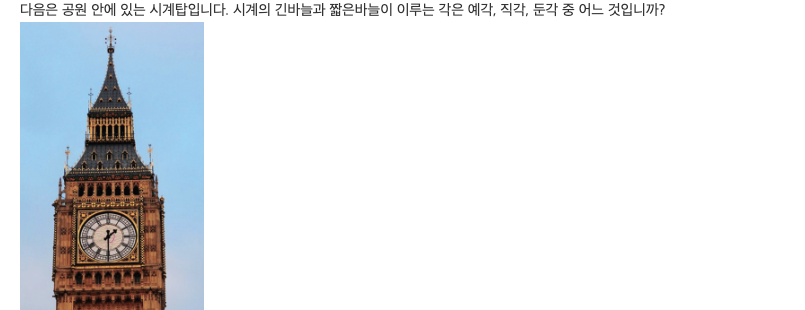 다음은 공원 안에 있는 시계탑입니다. 시계의 긴바늘과 짧은바늘이 이루는 각은 예각, 직각, 둔각 중 어느 것입니까?